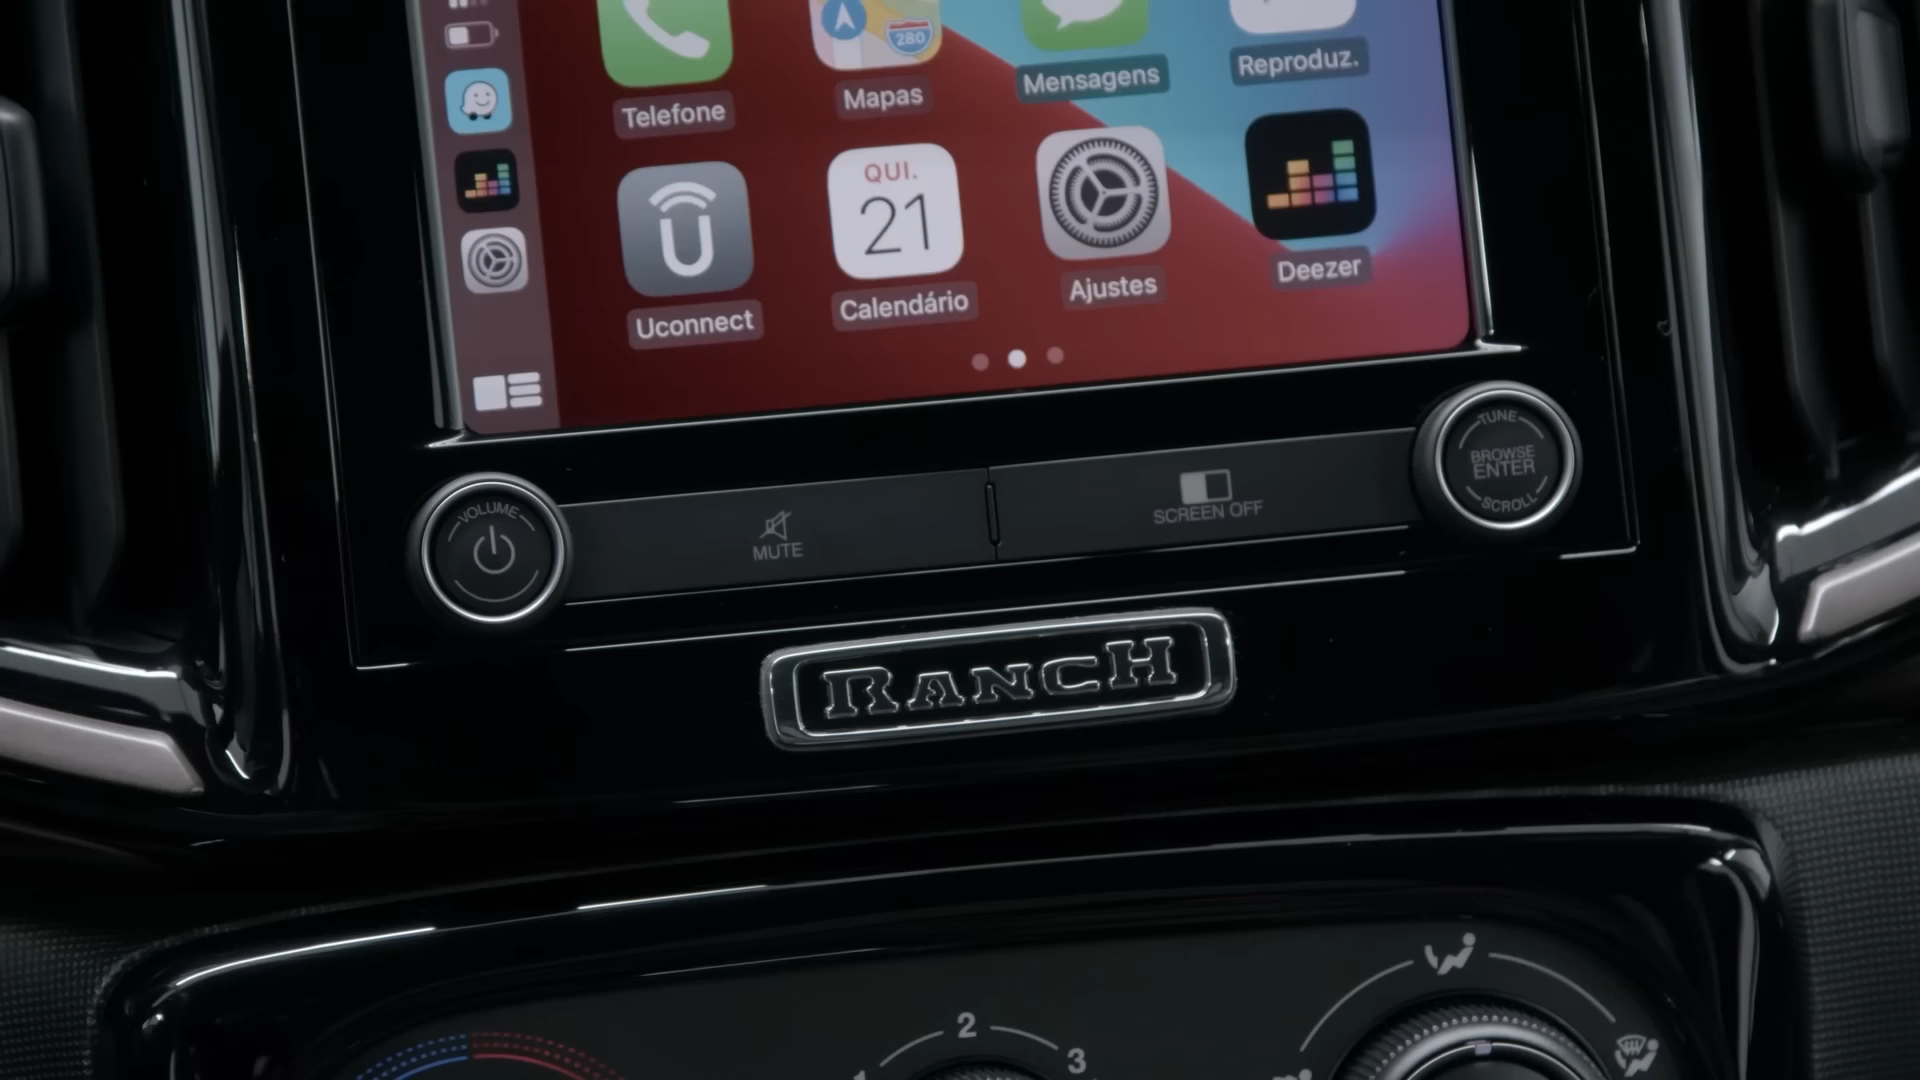 280
Telefone
Mapas
Mensagens
Reproduz.
QUI.
21
Uconnect
Calendário
Ajustes
Deezer
VOLUME
MUTE
SCREEN OFF
TUNE
BROWSE
ENTER
SCROLL
RANCH
1
2
3